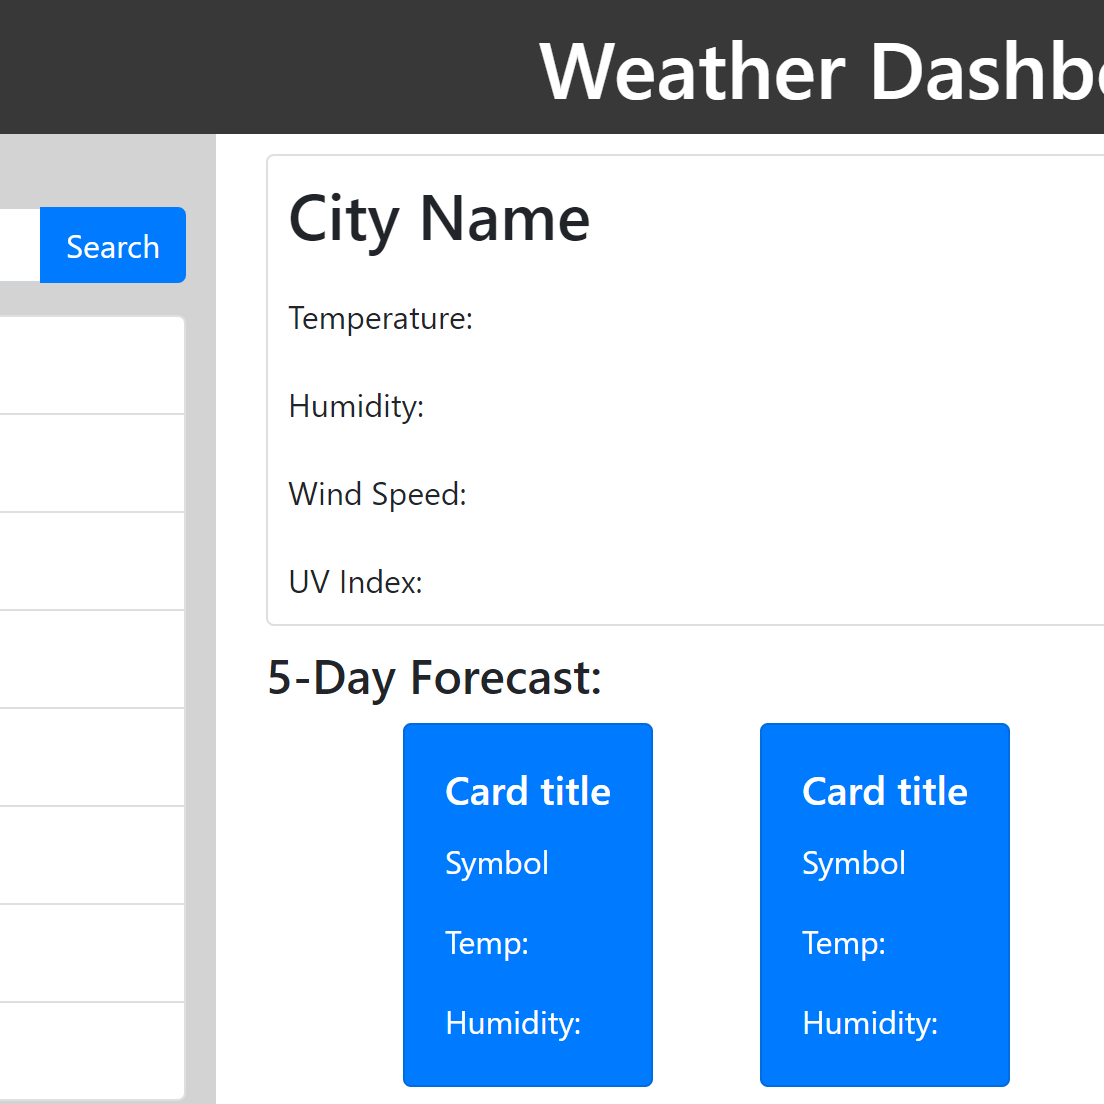 Weather Dashb
Search
City Name
Temperature:
Humidity:
Wind Speed:
UV Index:
5-Day Forecast:
Card title
Symbol
Temp:
Humidity:
Card title
Symbol
Temp:
Humidity: